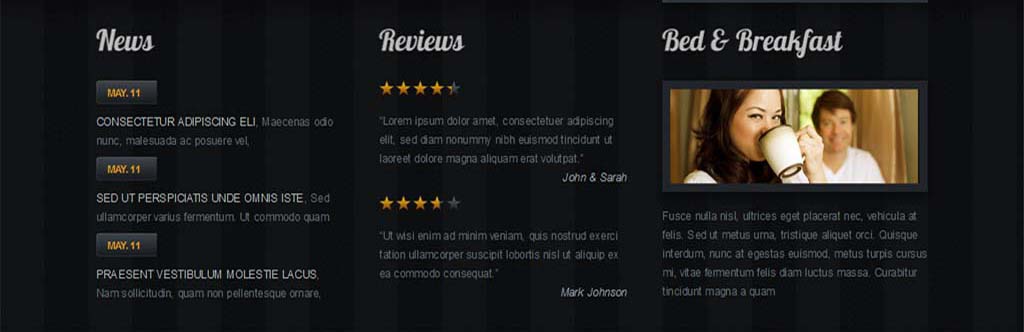 News
MAY. 11
CONSECTETUR ADIPISCING ELI, Maecenas odio
nunc, malesuada ac posuere vel,
MAY. 11
SED UT PERSPICIATIS UNDE OMNIS ISTE, Sed
ullamcorper varius fermentum. Ut commodo quam
MAY. 11
PRAESENT VESTIBULUM MOLESTIE LACUS,
Nam sollicitudin, quam non pellentesque ornare,
Reviews
"Lorem ipsum dolor amet, consectetuer adipiscing
elit, sed diam nonummy nibh euismod tincidunt ut
laoreet dolore magna aliquam erat volutpat."
John & Sarah
"Ut wisi enim ad minim veniam, quis nostrud exerci
tation ullamcorper suscipit lobortis nisl ut aliquip ex
ea commodo consequat."
Mark Johnson
Bed & Breakfast
Fusce nulla nisl, ultrices eget placerat nec, vehicula at
felis. Sed ut metus urna, tristique aliquet orci. Quisque
interdum, nunc at egestas euismod, metus turpis cursus
mi, vitae fermentum felis diam luctus massa. Curabitur
tincidunt magna a quam